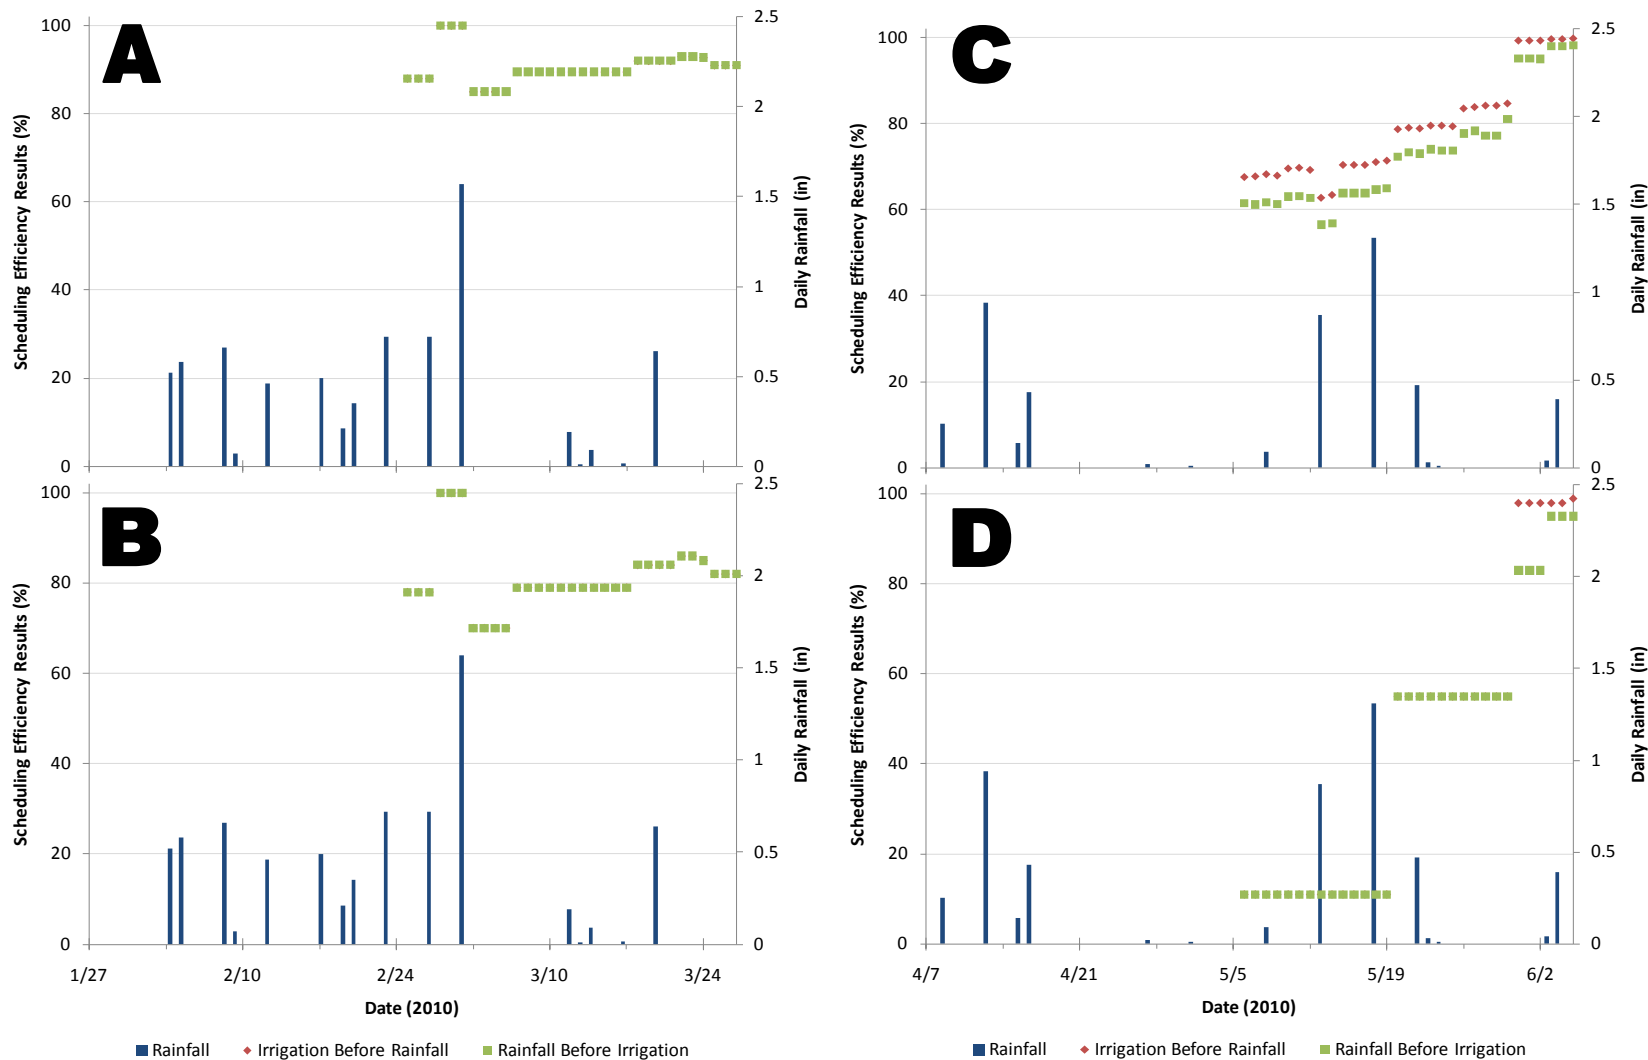 A
100
80
60
40
20
0
Scheduling Efficiency Results (%)
2.5
2
1.5
1
0.5
0
Daily Rainfall (in)
B
100
80
60
40
20
0
Scheduling Efficiency Results (%)
2.5
2
1.5
1
0.5
0
Daily Rainfall (in)
1/27 2/10 2/24 3/10 3/24
Date (2010)
Rainfall Irrigation Before Rainfall Rainfall Before Irrigation
C
100
80
60
40
20
0
Scheduling Efficiency Results (%)
2.5
2
1.5
1
0.5
0
Daily Rainfall (in)
D
100
80
60
40
20
0
Scheduling Efficiency Results (%)
2.5
2
1.5
1
0.5
0
Daily Rainfall (in)
4/7 4/21 5/5 5/19 6/2
Date (2010)
Rainfall Irrigation Before Rainfall Rainfall Before Irrigation